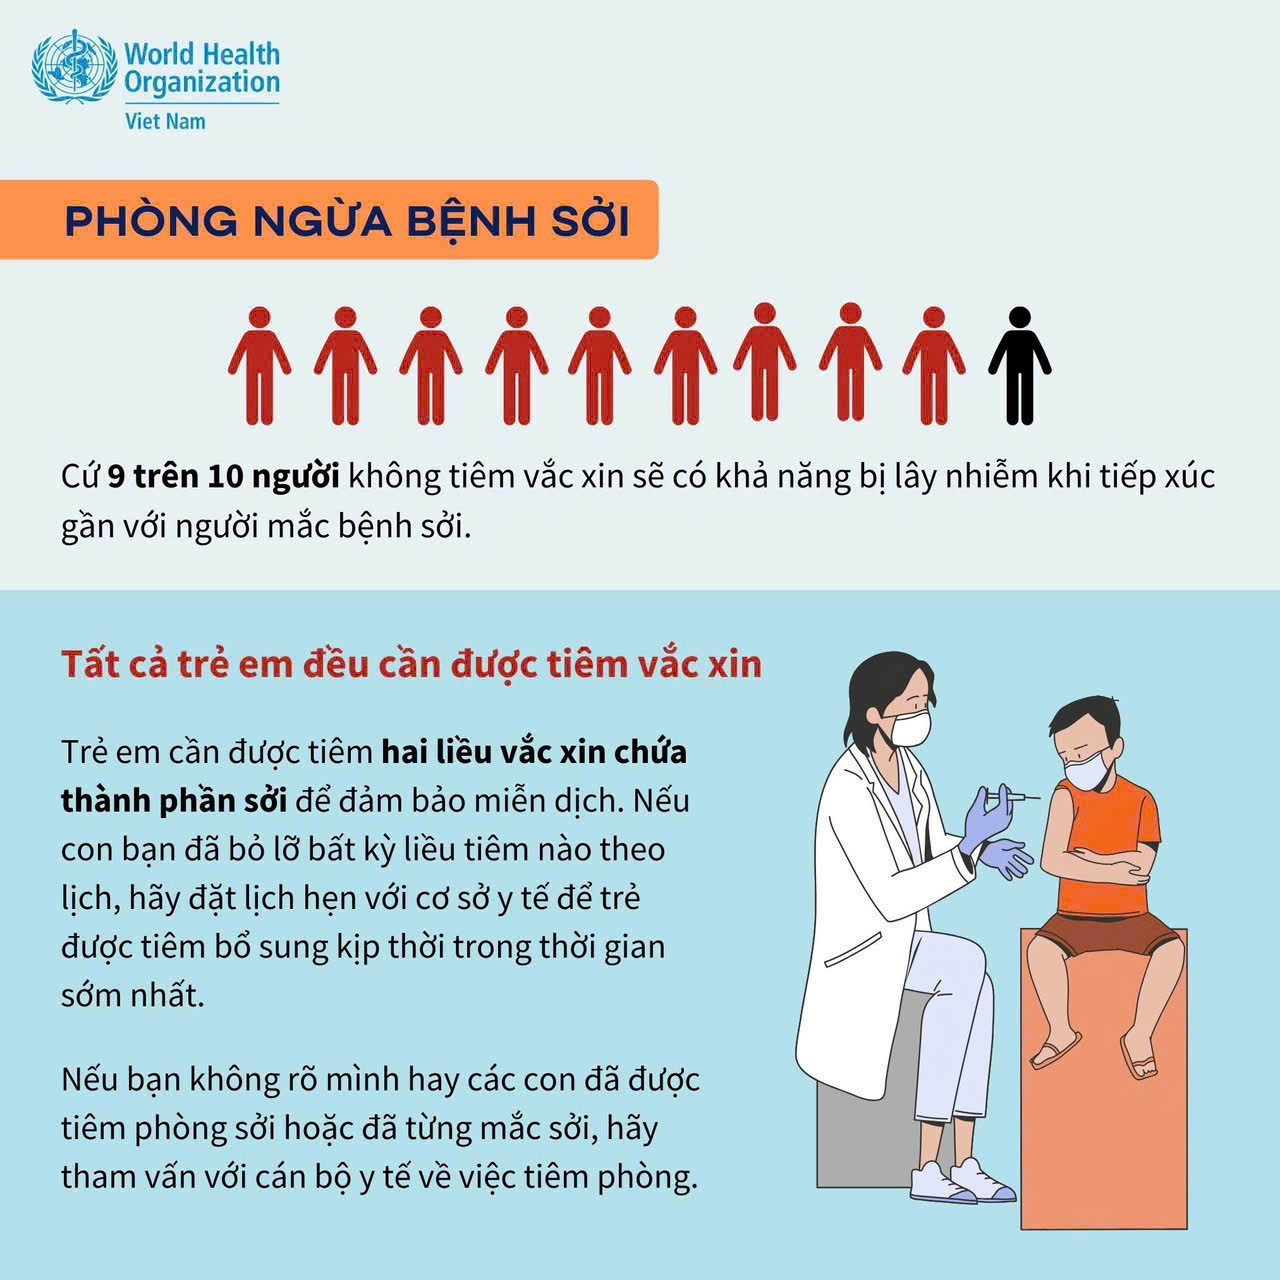 World Health
Organization
Viet Nam
PHÒNG NGỪA BỆNH SỞI
Cứ 9 trên 10 người không tiêm vắc xin sẽ có khả năng bị lây nhiễm khi tiếp xúc
gần với người mắc bệnh sởi.
Tất cả trẻ em đều cần được tiêm vắc xin
Trẻ em cần được tiêm hai liều vắc xin chứa
thành phần sởi để đảm bảo miễn dịch. Nếu
con bạn đã bỏ lỡ bất kỳ liều tiêm nào theo
lịch, hãy đặt lịch hẹn với cơ sở y tế để trẻ
được tiêm bổ sung kịp thời trong thời gian
sớm nhất.
Nếu bạn không rõ mình hay các con đã được
tiêm phòng sởi hoặc đã từng mắc sởi, hãy
tham vấn với cán bộ y tế về việc tiêm phòng.